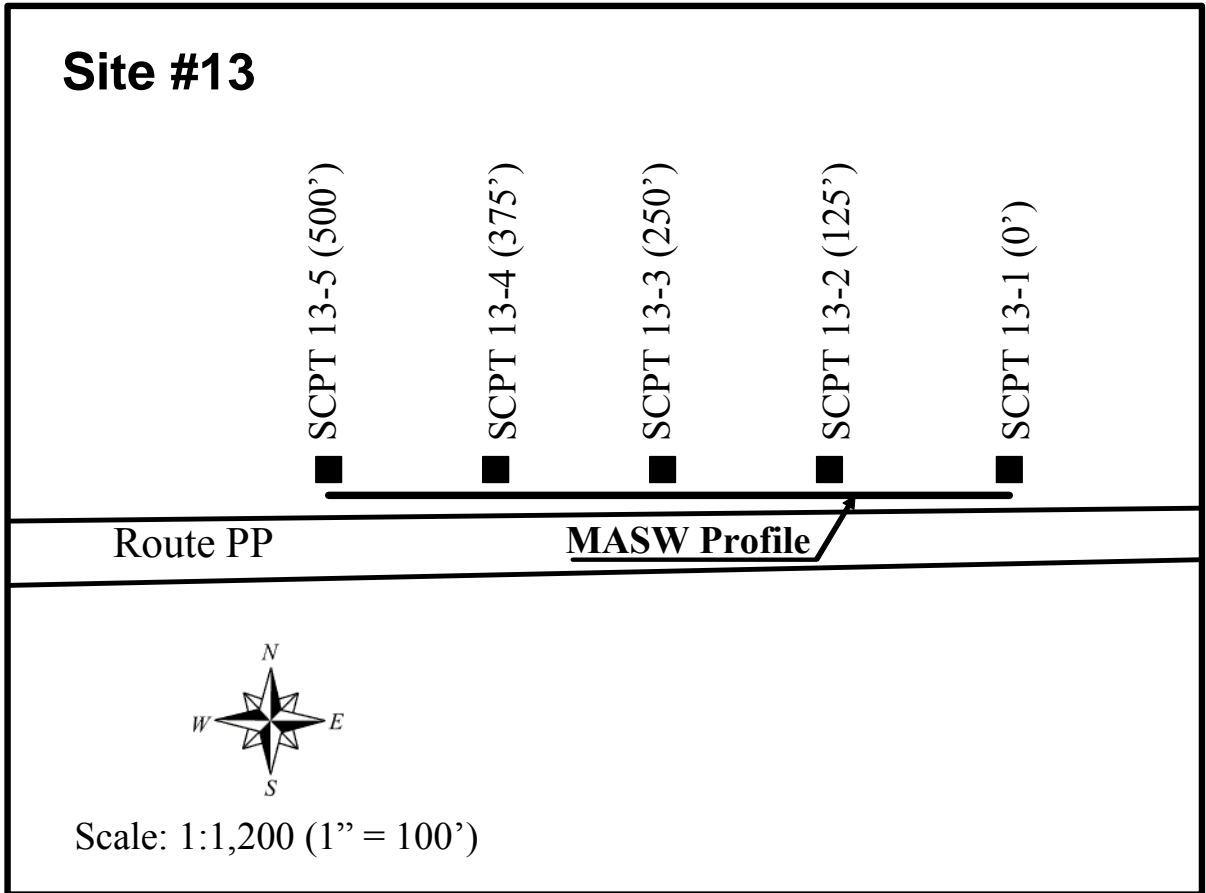 Site #13
SCPT 13-5 (500’)
SCPT 13-4 (375’)
SCPT 13-3 (250’)
SCPT 13-2 (125’)
SCPT 13-1 (0’)
Route PP
MASW Profile
N
W
E
S
Scale: 1:1,200 (1” = 100’)